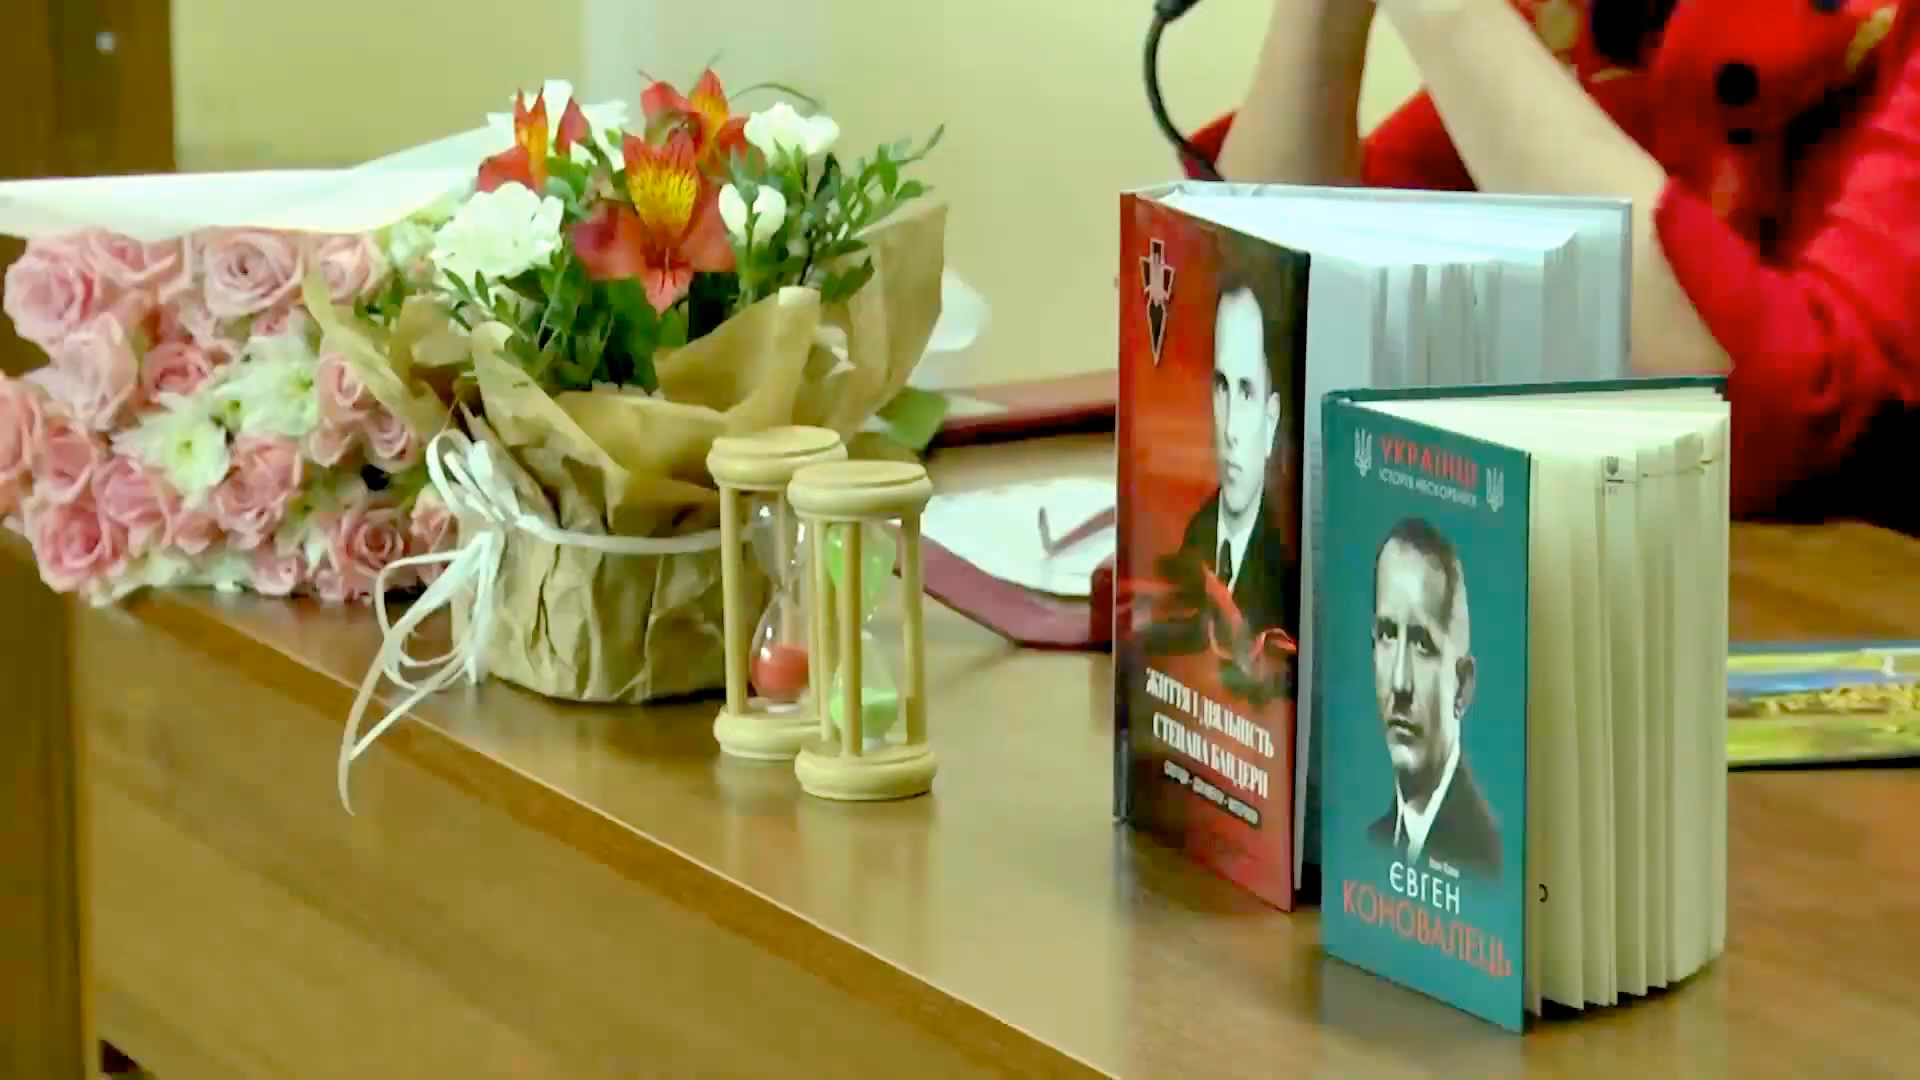 ЖИТТЯ І ДІЯЛЬНІСТЬ
СТЕПАНА БАНДЕРИ
УКРАЇНЦІ
ІСТОРІЯ НЕСКОРЕНИХ
ЄВГЕН
КОНОВАЛЕЦЬ